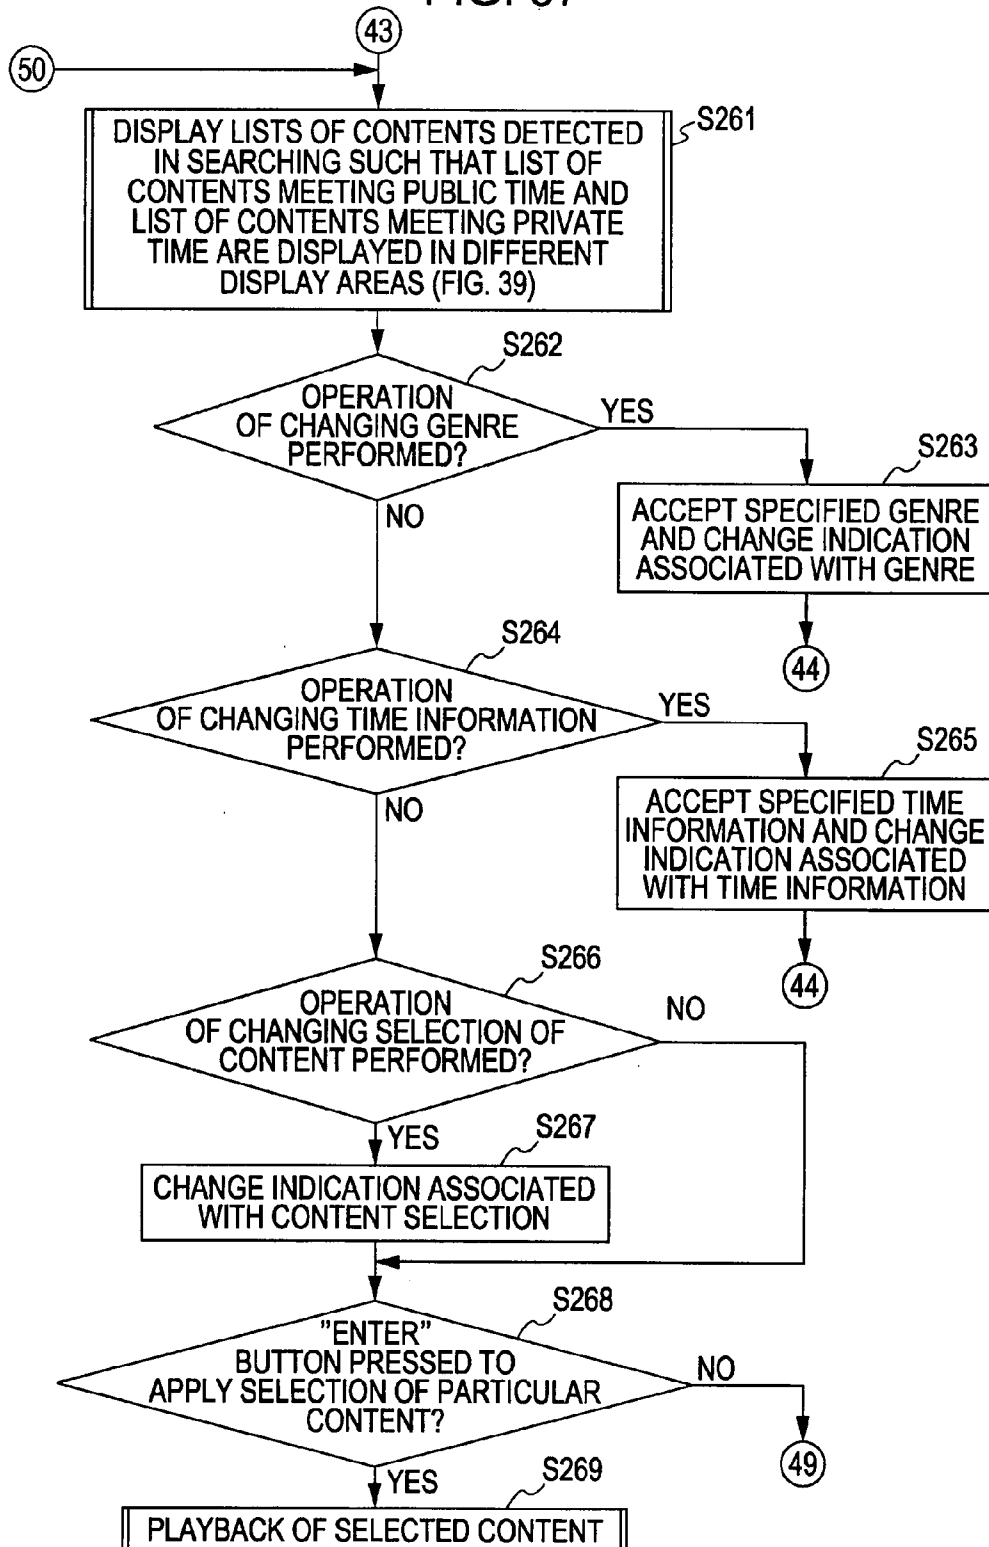 43
50
S261
DISPLAY LISTS OF CONTENTS DETECTED
IN SEARCHING SUCH THAT LIST OF
CONTENTS MEETING PUBLIC TIME AND
LIST OF CONTENTS MEETING PRIVATE
TIME ARE DISPLAYED IN DIFFERENT
DISPLAY AREAS (FIG. 39)
S262
OPERATION
OF CHANGING GENRE
PERFORMED?
YES
NO
S263
ACCEPT SPECIFIED GENRE
AND CHANGE INDICATION
ASSOCIATED WITH GENRE
44
S264
OPERATION
OF CHANGING TIME INFORMATION
PERFORMED?
YES
NO
S265
ACCEPT SPECIFIED TIME
INFORMATION AND CHANGE
INDICATION ASSOCIATED
WITH TIME INFORMATION
44
S266
OPERATION
OF CHANGING SELECTION OF
CONTENT PERFORMED?
NO
YES
S267
CHANGE INDICATION ASSOCIATED
WITH CONTENT SELECTION
S268
"ENTER"
BUTTON PRESSED TO
APPLY SELECTION OF PARTICULAR
CONTENT?
NO
49
YES
S269
PLAYBACK OF SELECTED CONTENT